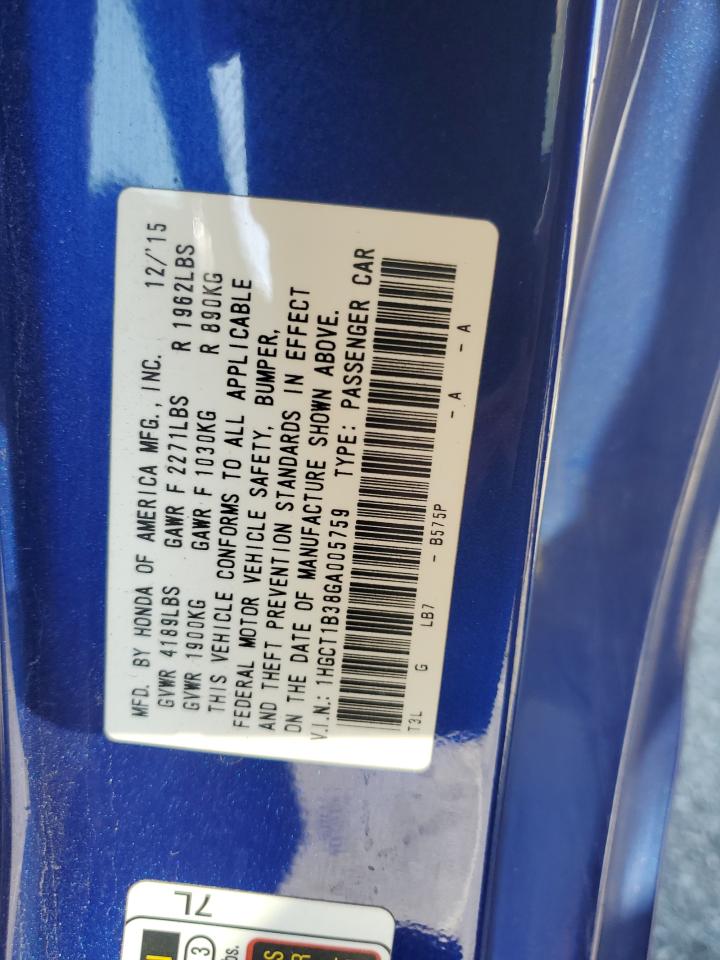 MFD. BY HONDA OF AMERICA MFG., INC. 12/'15
GVWR 4189LBS GAWR F 2271LBS R 1962LBS
GVWR 1900KG GAWR F 1030KG R 890KG
THIS VEHICLE CONFORMS TO ALL APPLICABLE
FEDERAL MOTOR VEHICLE SAFETY, BUMPER,
AND THEFT PREVENTION STANDARDS IN EFFECT
ON THE DATE OF MANUFACTURE SHOWN ABOVE.
V.I.N.: 1HGCT1B38GA005759 TYPE: PASSENGER CAR
T3L G LB7 - B575P - A - A
7L
3
bs.
S
R